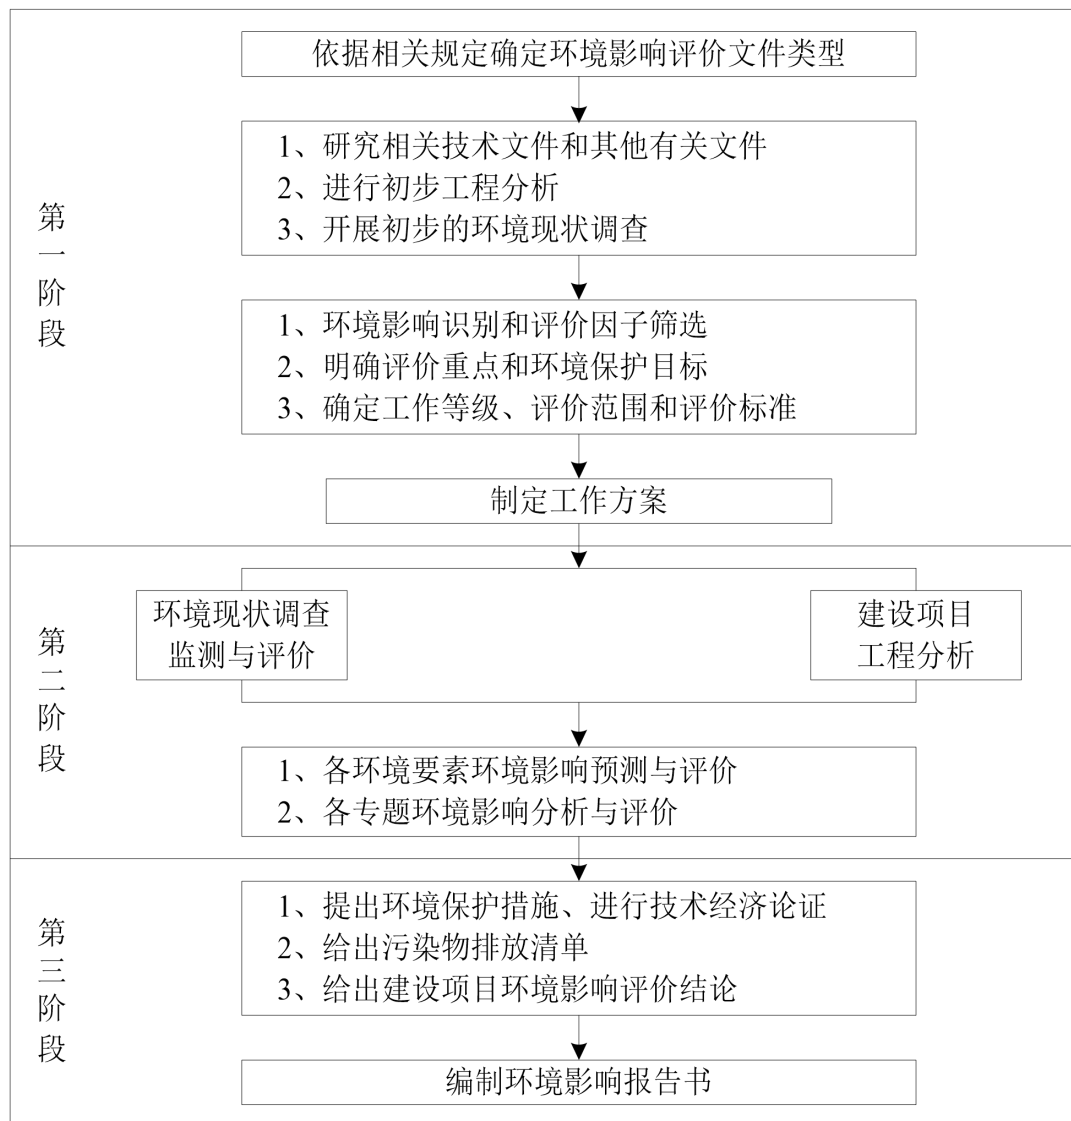 依据相关规定确定环境影响评价文件类型
1、研究相关技术文件和其他有关文件
2、进行初步工程分析
3、开展初步的环境现状调查
第一阶段
1、环境影响识别和评价因子筛选
2、明确评价重点和环境保护目标
3、确定工作等级、评价范围和评价标准
制定工作方案
第二阶段
环境现状调查
监测与评价
建设项目
工程分析
1、各环境要素环境影响预测与评价
2、各专题环境影响分析与评价
第三阶段
1、提出环境保护措施、进行技术经济论证
2、给出污染物排放清单
3、给出建设项目环境影响评价结论
编制环境影响报告书